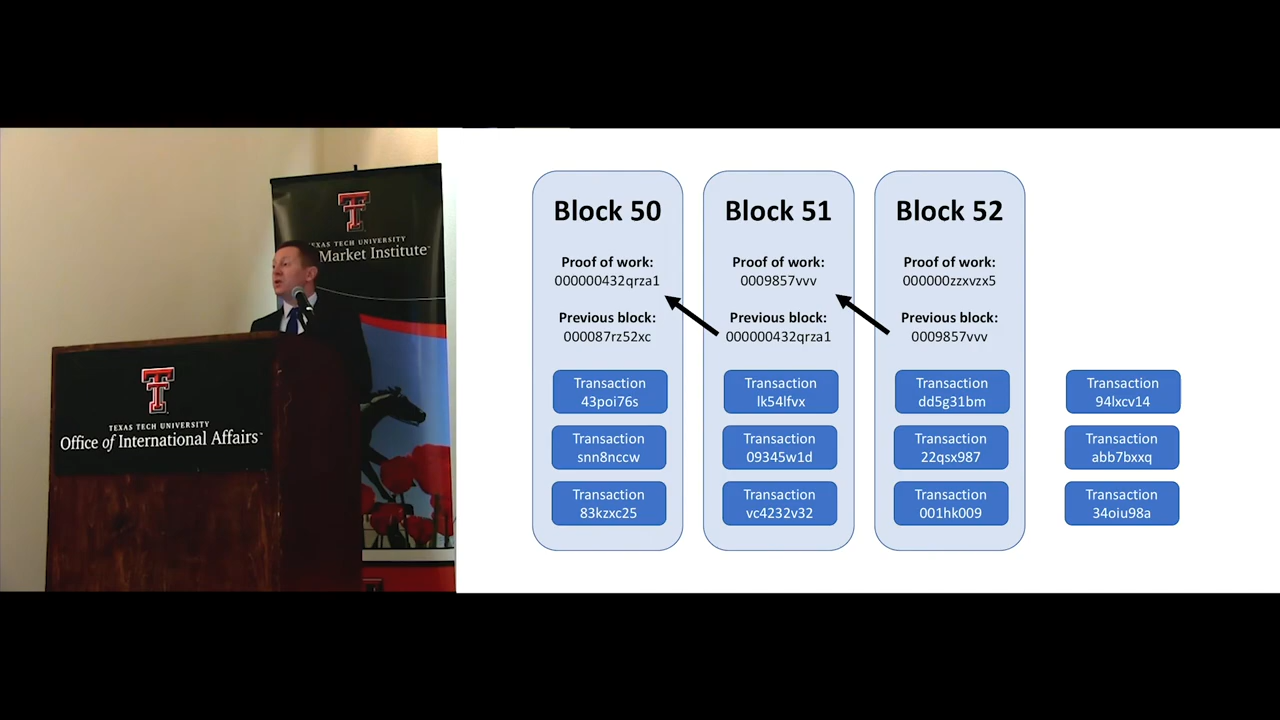 TEXAS TECH UNIVERSITY
Market Institute
TEXAS TECH UNIVERSITY
Office of International Affairs
Block 50
Proof of work:
000000432qrza1
Previous block:
000087rz52xc
Transaction
43poi76s
Transaction
snn8nccw
Transaction
83kzxc25
Block 51
Proof of work:
0009857vvv
Previous block:
000000432qrza1
Transaction
lk54lfvx
Transaction
09345w1d
Transaction
vc4232v32
Block 52
Proof of work:
000000zzxvzx5
Previous block:
0009857vvv
Transaction
dd5g31bm
Transaction
22qsx987
Transaction
001hk009
Transaction
94lxcv14
Transaction
abb7bxxq
Transaction
34oiu98a